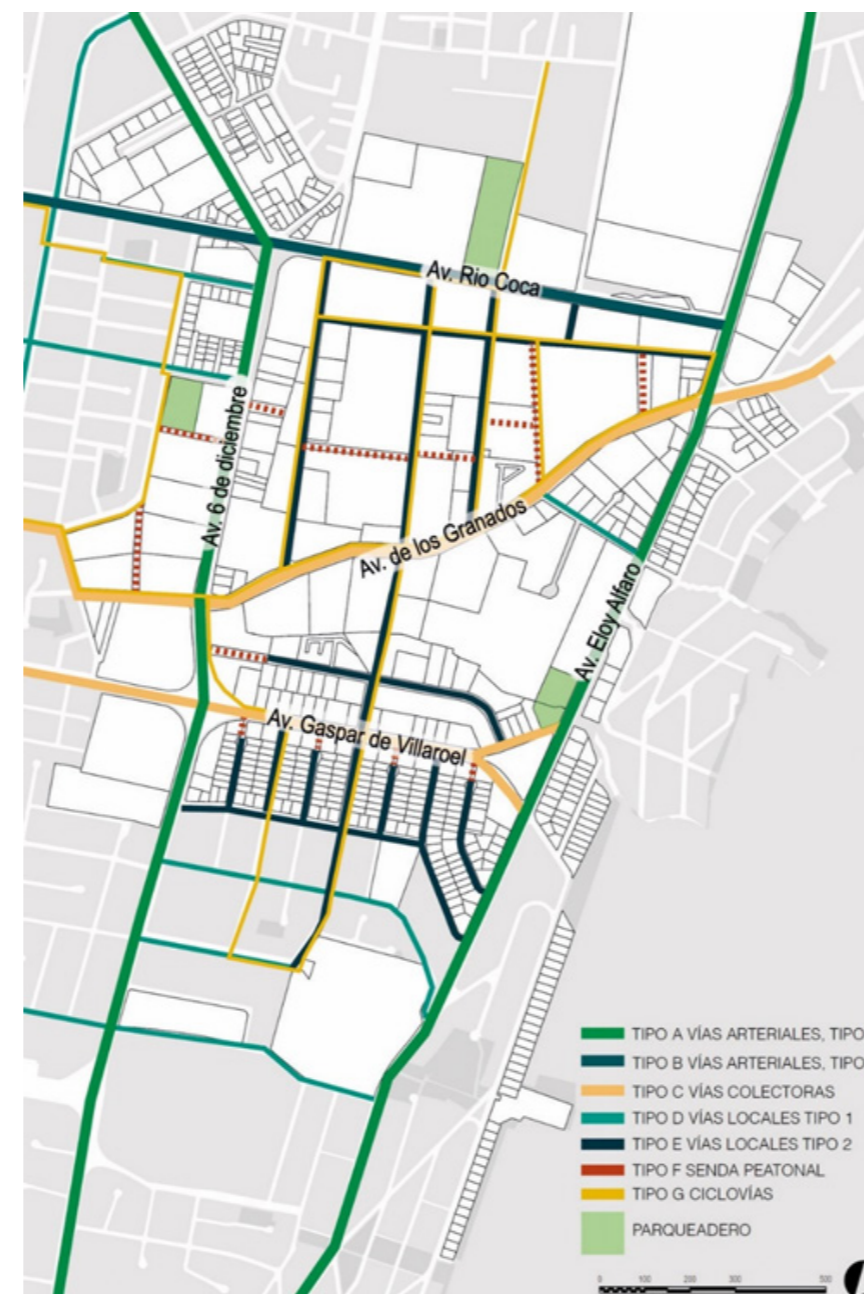 Av. Rio Coca
Av. 6 de diciembre
Av. de los Granados
Av. Eloy Alfaro
Av. Gaspar de Villaroel
TIPO A VÍAS ARTERIALES, TIPO
TIPO B VÍAS ARTERIALES, TIPO
TIPO C VÍAS COLECTORAS
TIPO D VÍAS LOCALES TIPO 1
TIPO E VÍAS LOCALES TIPO 2
TIPO F SENDA PEATONAL
TIPO G CICLOVÍAS
PARQUEADERO
0 100 200 300 500